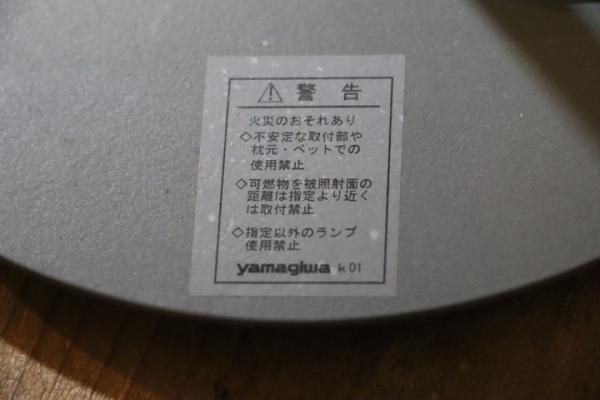 ⚠ 警告
火災のおそれあり
◇不安定な取付部や
枕元・ベットでの
使用禁止
◇可燃物を被照射面の
距離は指定より近く
は取付禁止
◇指定以外のランプ
使用禁止
yamagiwa k01